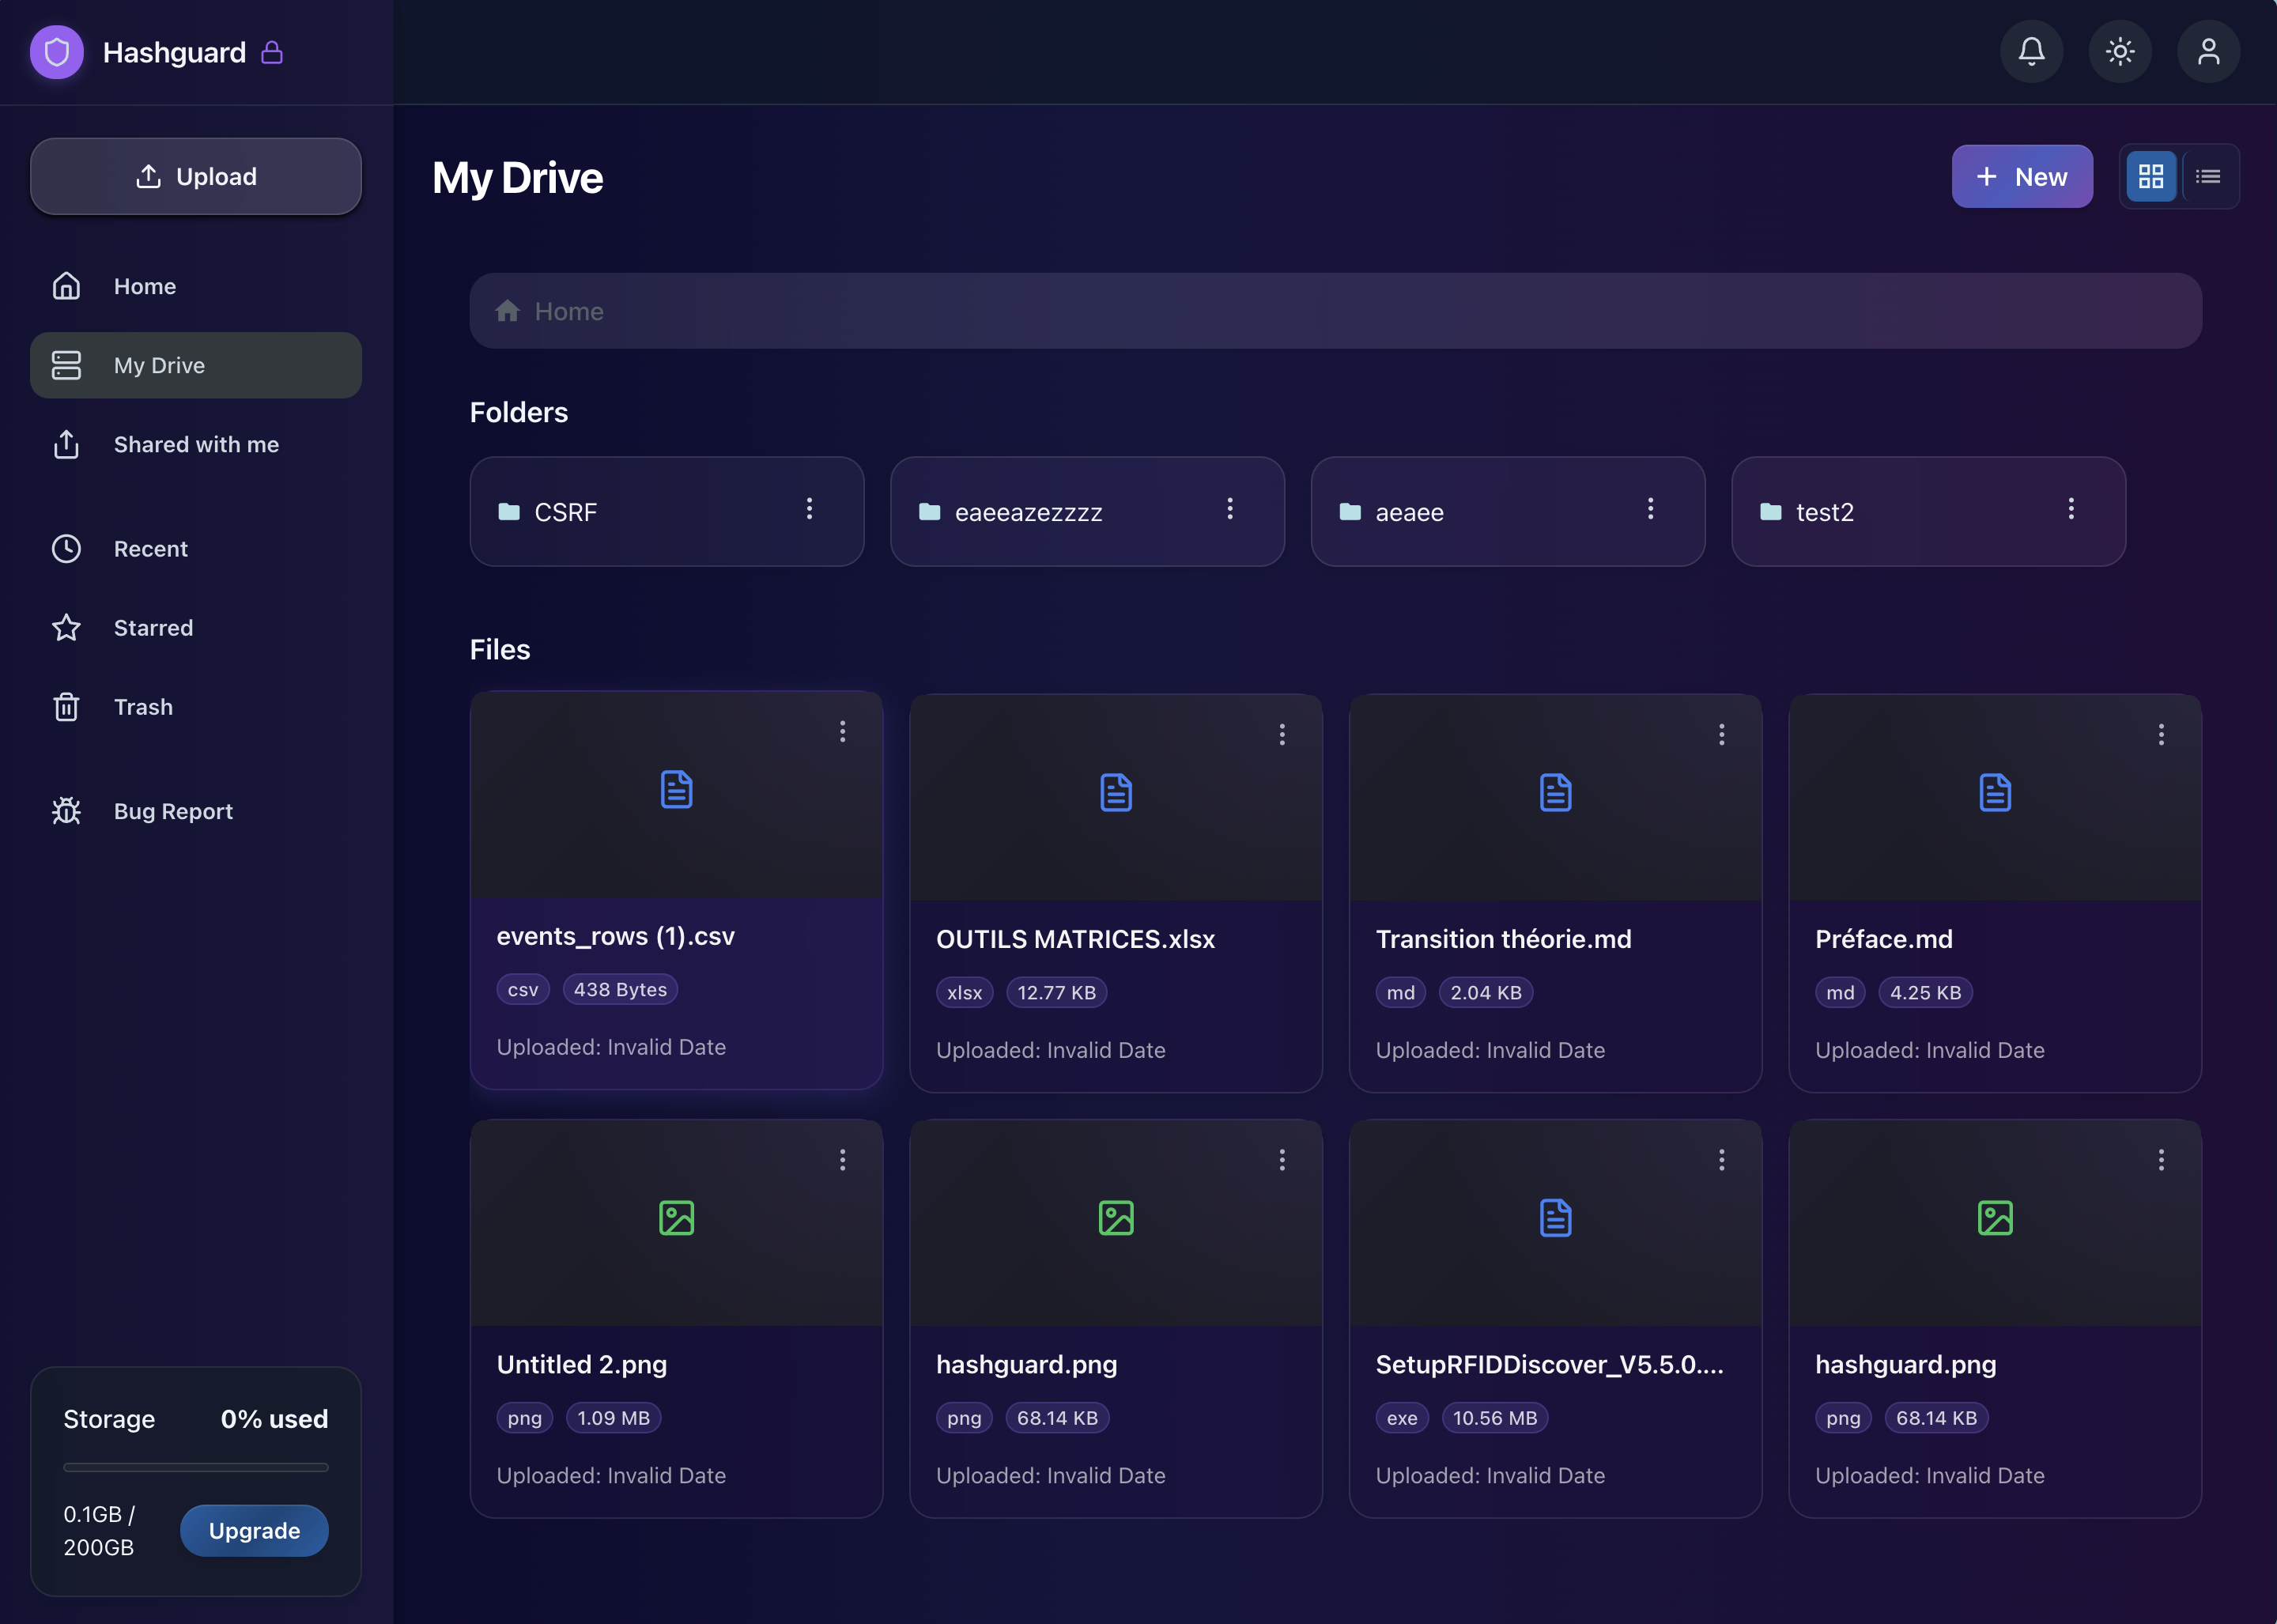 Hashguard
Upload
Home
My Drive
Shared with me
Recent
Starred
Trash
Bug Report
Storage 0% used
0.1GB /
200GB
Upgrade
My Drive
New
Home
Folders
CSRF
eaeeazezzzz
aeaee
test2
Files
events_rows (1).csv
csv 438 Bytes
Uploaded: Invalid Date
OUTILS MATRICES.xlsx
xlsx 12.77 KB
Uploaded: Invalid Date
Transition théorie.md
md 2.04 KB
Uploaded: Invalid Date
Préface.md
md 4.25 KB
Uploaded: Invalid Date
Untitled 2.png
png 1.09 MB
Uploaded: Invalid Date
hashguard.png
png 68.14 KB
Uploaded: Invalid Date
SetupRFIDDiscover_V5.5.0....
exe 10.56 MB
Uploaded: Invalid Date
hashguard.png
png 68.14 KB
Uploaded: Invalid Date